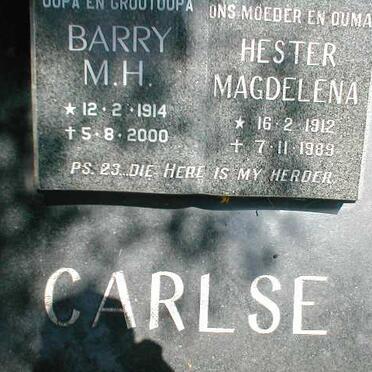 OUPA EN GROOTOUPA
BARRY
M.H.
★ 12·2·1914
✝ 5·8·2000
ONS MOEDER EN OUMA
HESTER
MAGDELENA
★ 16·2·1912
✝ 7·11·1989
PS. 23...DIE HERE IS MY HERDER.
CARLSE